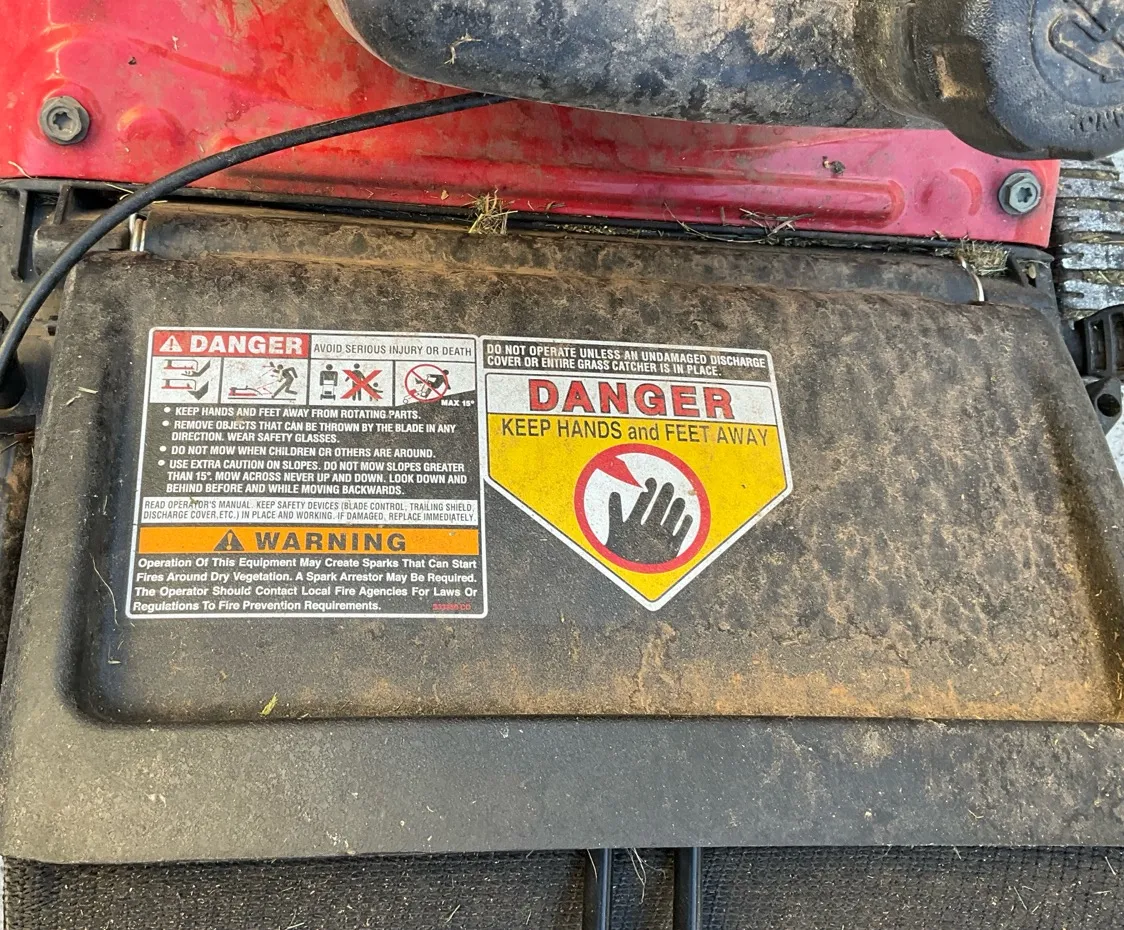 DANGER
AVOID SERIOUS INJURY OR DEATH
MAX 15°
• KEEP HANDS AND FEET AWAY FROM ROTATING PARTS.
• REMOVE OBJECTS THAT CAN BE THROWN BY THE BLADE IN ANY
DIRECTION. WEAR SAFETY GLASSES.
• DO NOT MOW WHEN CHILDREN OR OTHERS ARE AROUND.
• USE EXTRA CAUTION ON SLOPES. DO NOT MOW SLOPES GREATER
THAN 15°. MOW ACROSS NEVER UP AND DOWN. LOOK DOWN AND
BEHIND BEFORE AND WHILE MOVING BACKWARDS.
READ OPERATOR'S MANUAL. KEEP SAFETY DEVICES (BLADE CONTROL, TRAILING SHIELD,
DISCHARGE COVER, ETC.) IN PLACE AND WORKING. IF DAMAGED, REPLACE IMMEDIATELY.
WARNING
Operation Of This Equipment May Create Sparks That Can Start
Fires Around Dry Vegetation. A Spark Arrestor May Be Required.
The Operator Should Contact Local Fire Agencies For Laws Or
Regulations To Fire Prevention Requirements.
DO NOT OPERATE UNLESS AN UNDAMAGED DISCHARGE
COVER OR ENTIRE GRASS CATCHER IS IN PLACE.
DANGER
KEEP HANDS and FEET AWAY